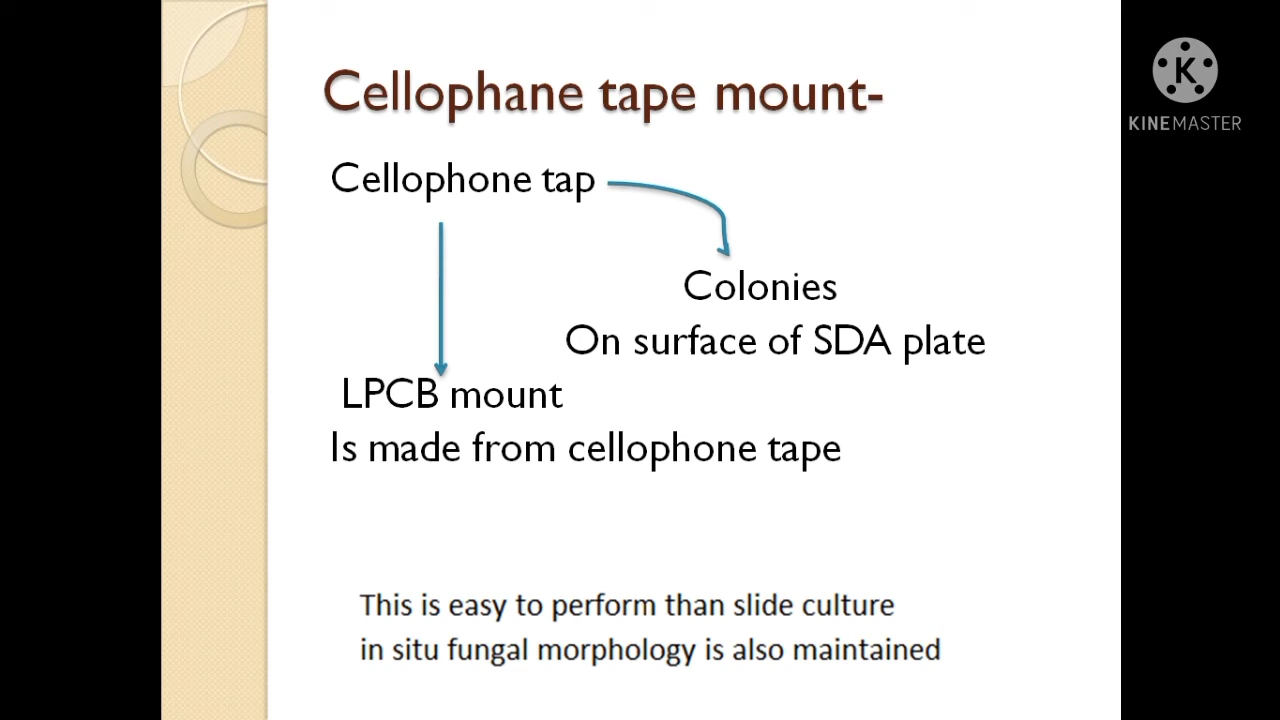 Cellophane tape mount-
Cellophone tap
Colonies
On surface of SDA plate
LPCB mount
Is made from cellophone tape
This is easy to perform than slide culture
in situ fungal morphology is also maintained
K
KINEMASTER